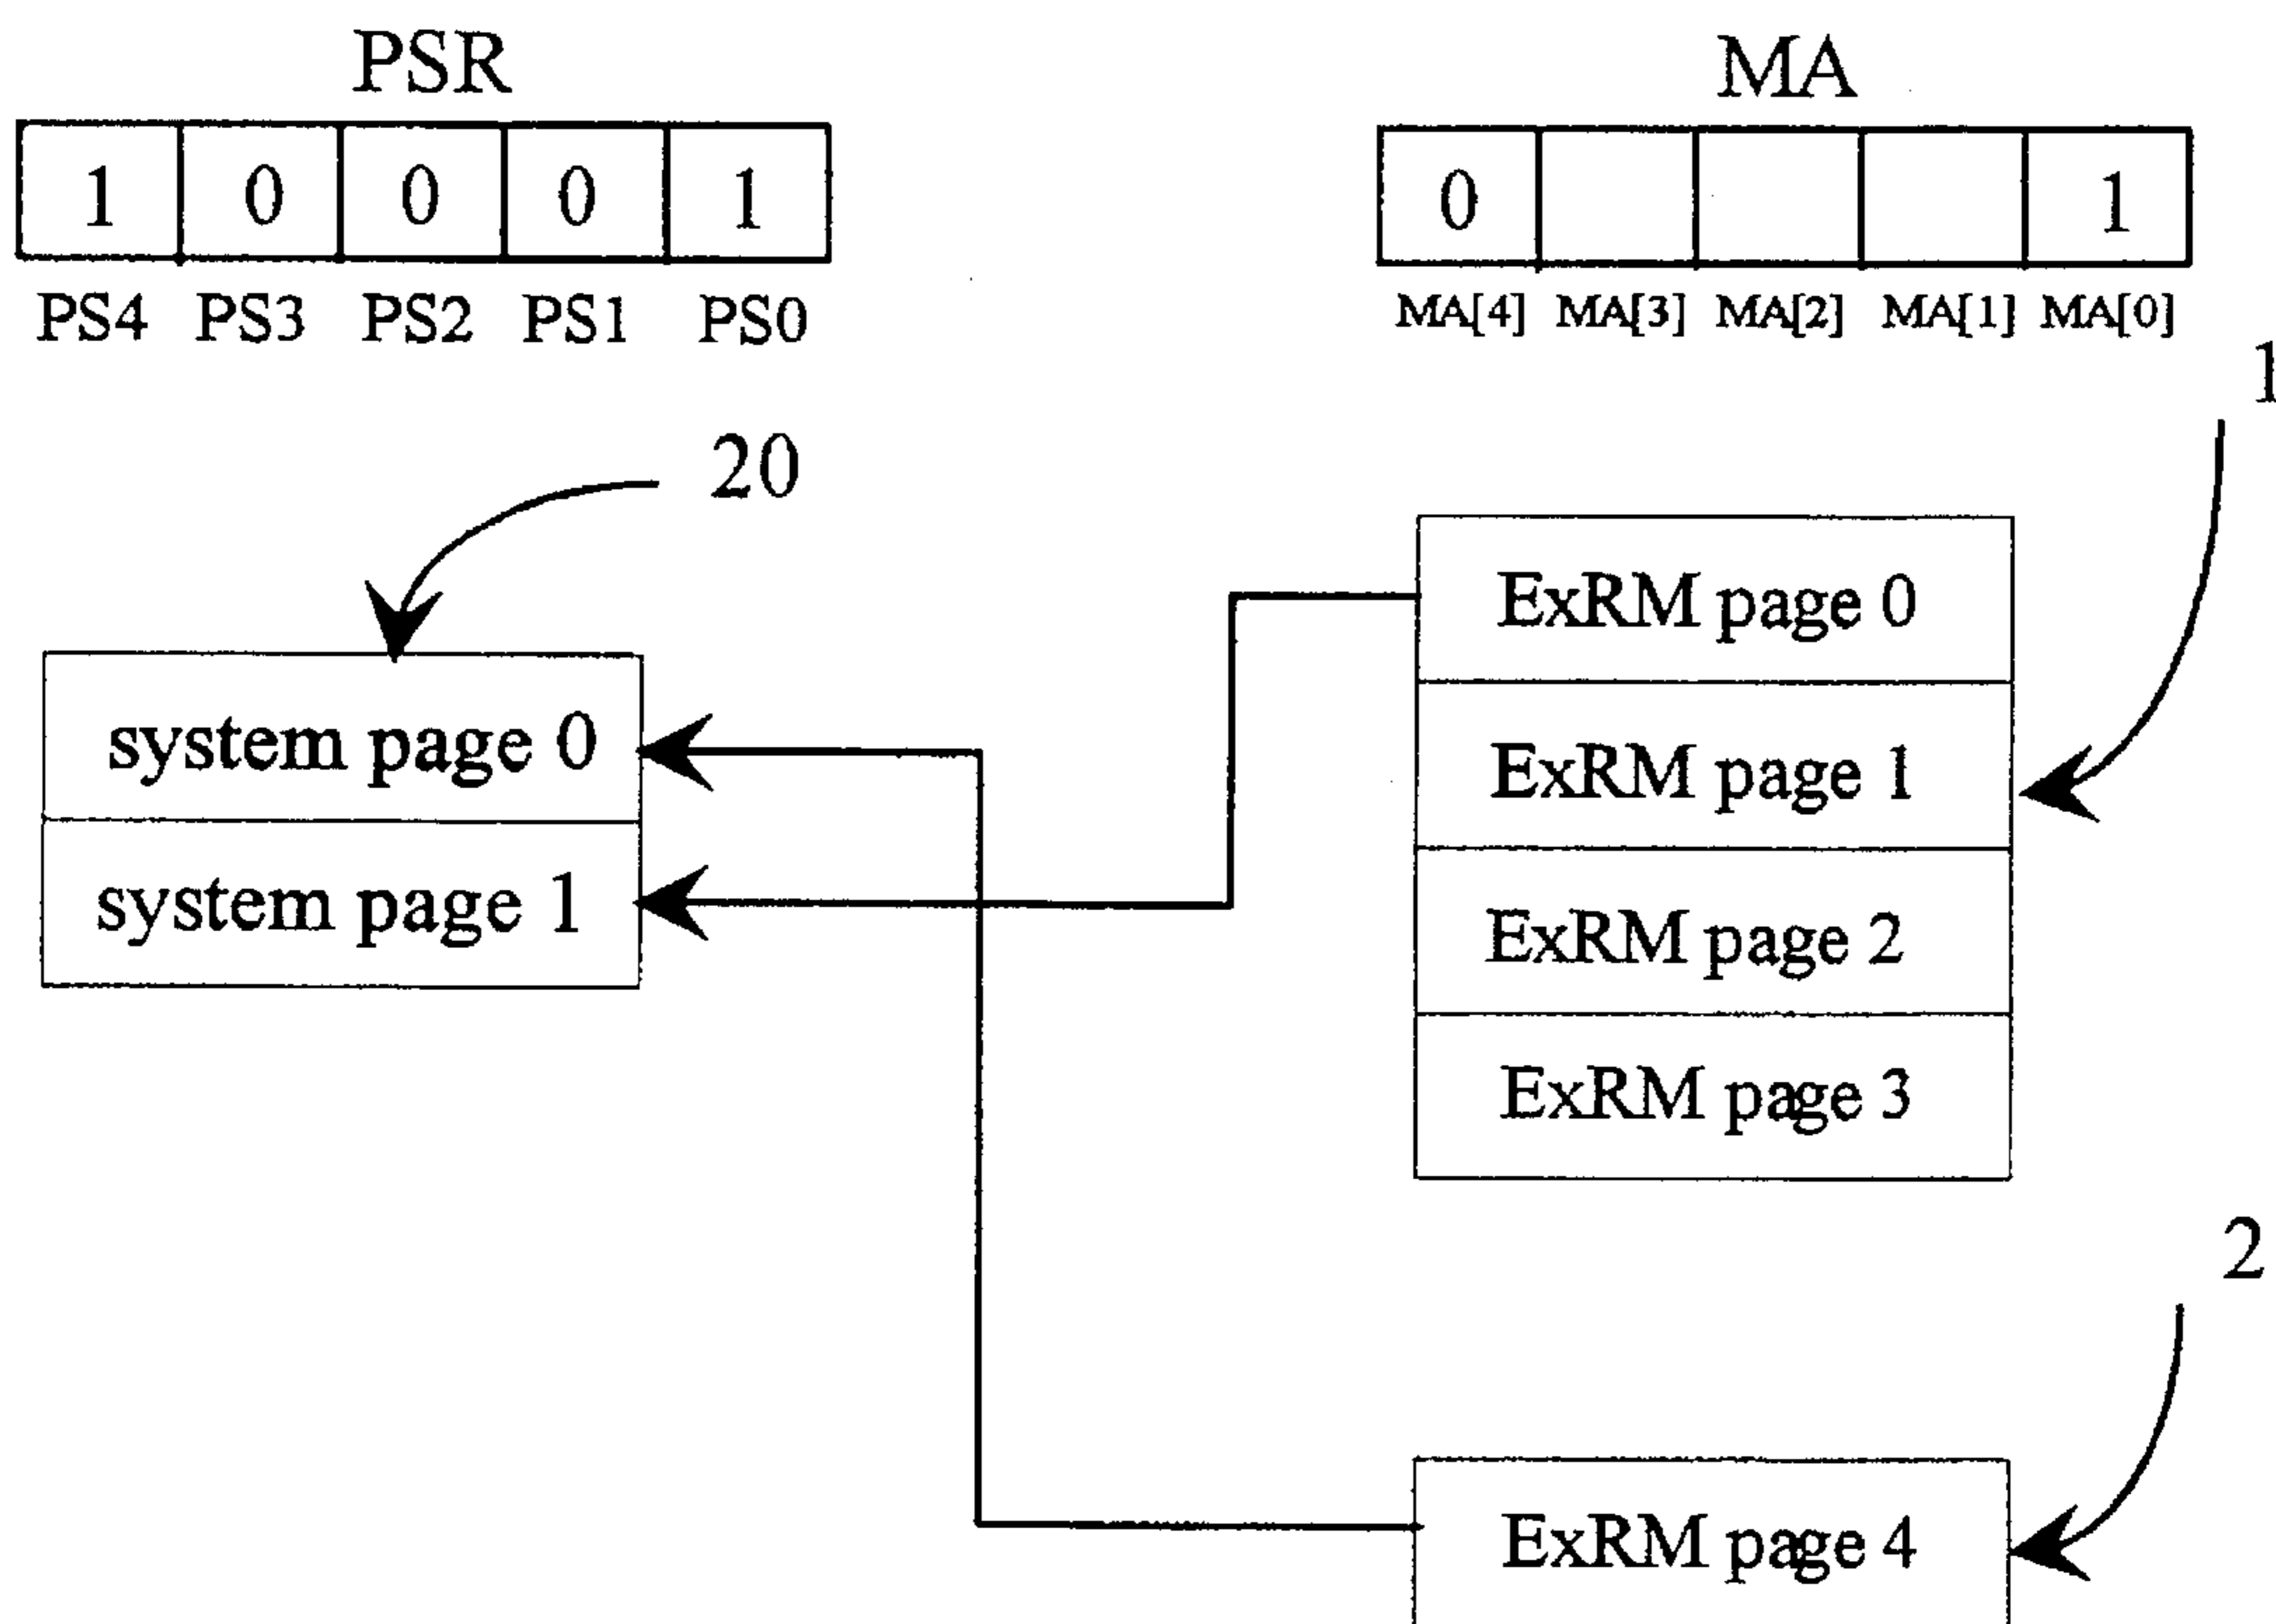 PSR
1 0 0 0 1
PS4 PS3 PS2 PS1 PS0
MA
0 1
MA[4] MA[3] MA[2] MA[1] MA[0]
1
20
system page 0
system page 1
ExRM page 0
ExRM page 1
ExRM page 2
ExRM page 3
2
ExRM page 4